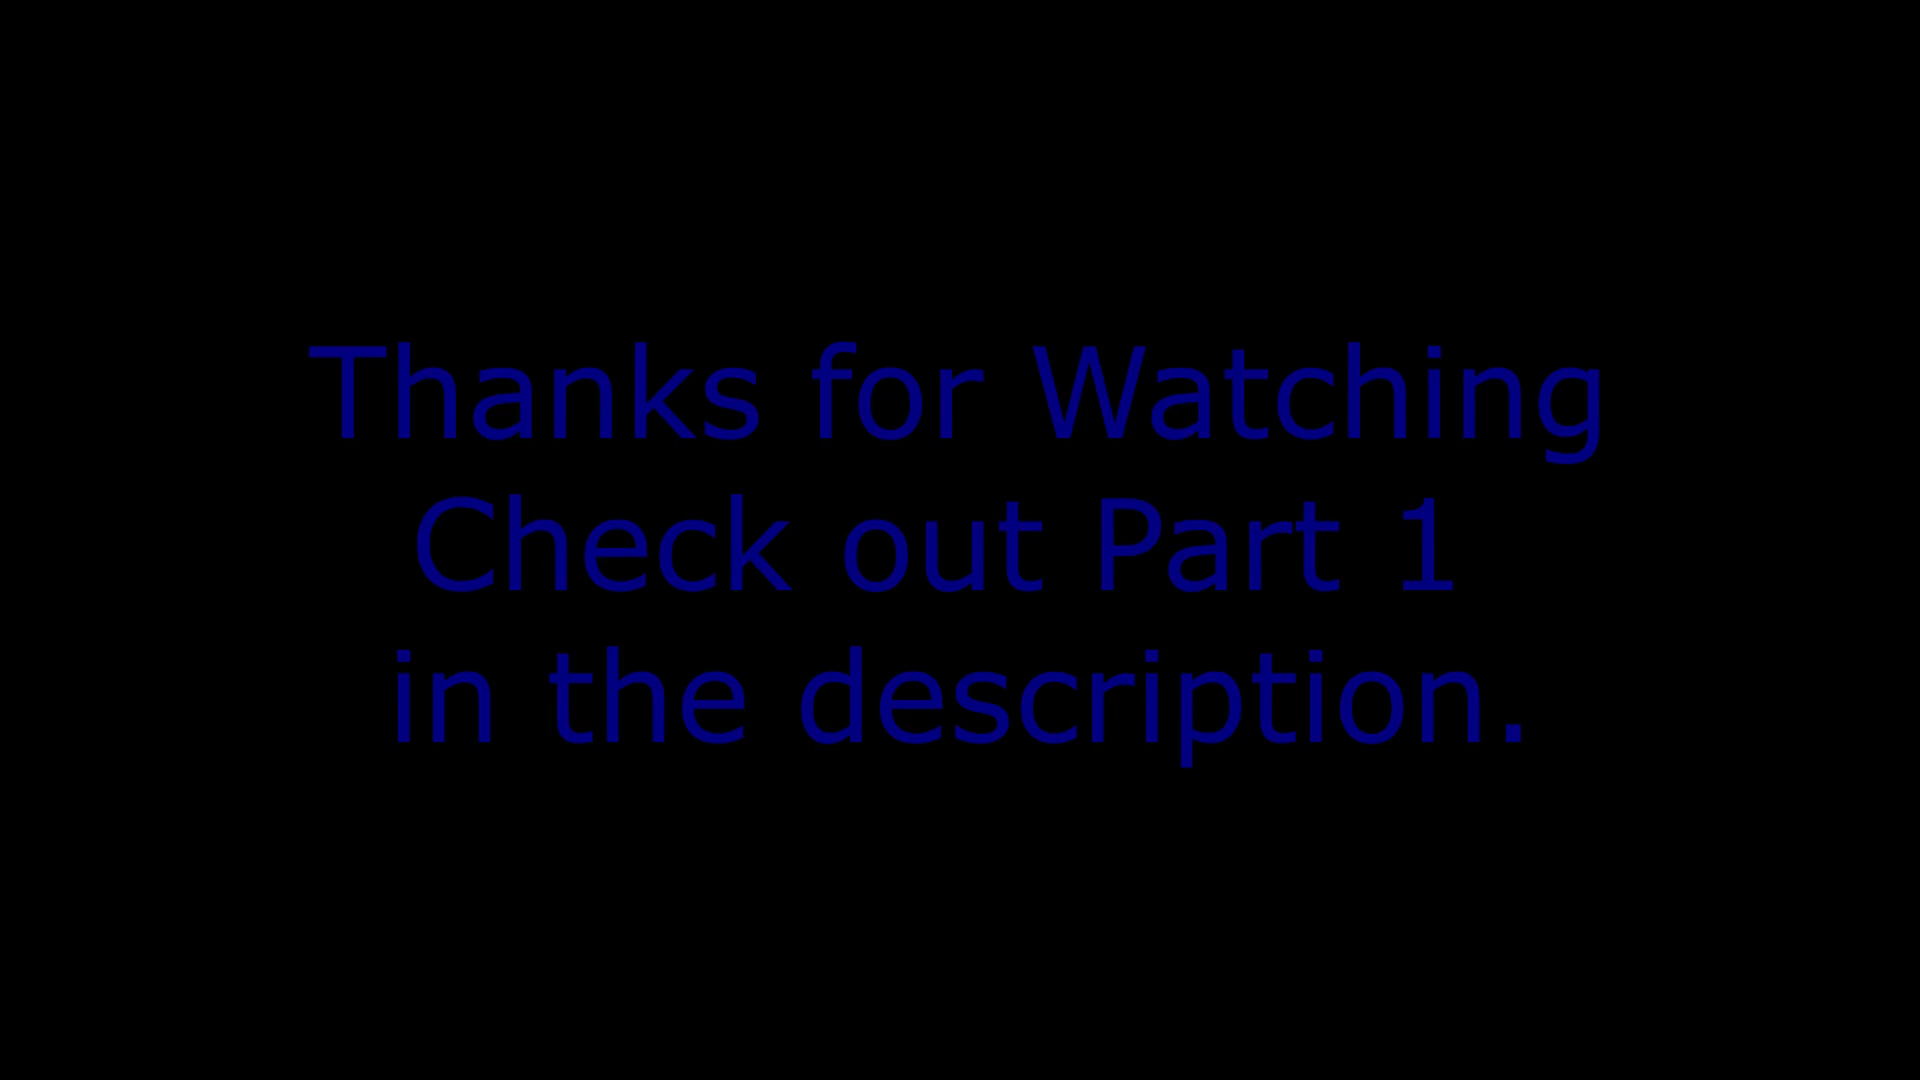 Thanks for Watching
Check out Part 1
in the description.